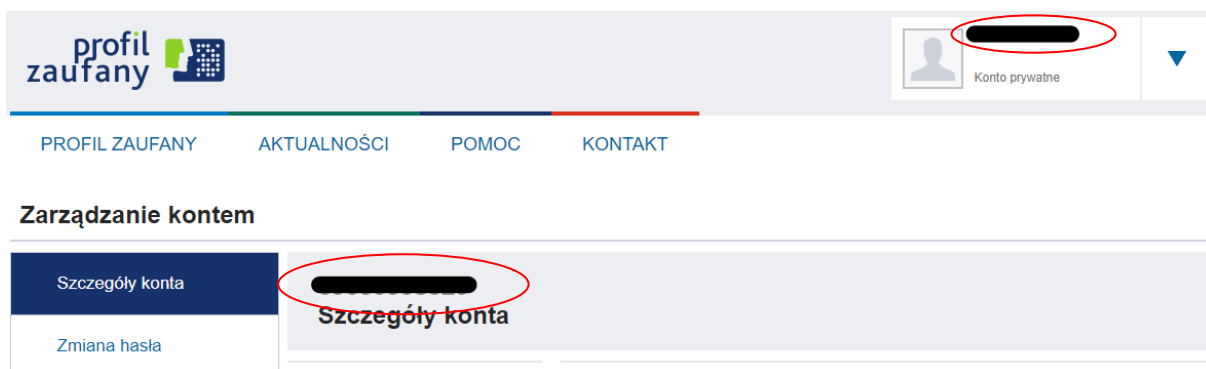 profil
zaufany
Konto prywatne
PROFIL ZAUFANY AKTUALNOŚCI POMOC KONTAKT
Zarządzanie kontem
Szczegóły konta
Szczegóły konta
Zmiana hasła